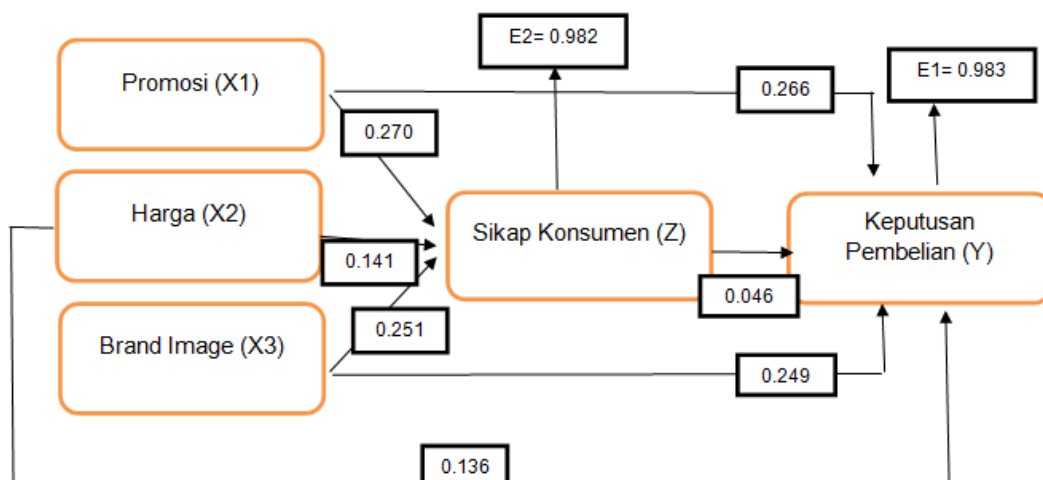 E2= 0.982
E1= 0.983
Promosi (X1)
0.266
0.270
Harga (X2)
Sikap Konsumen (Z)
Keputusan
Pembelian (Y)
0.141
0.046
0.251
Brand Image (X3)
0.249
0.136